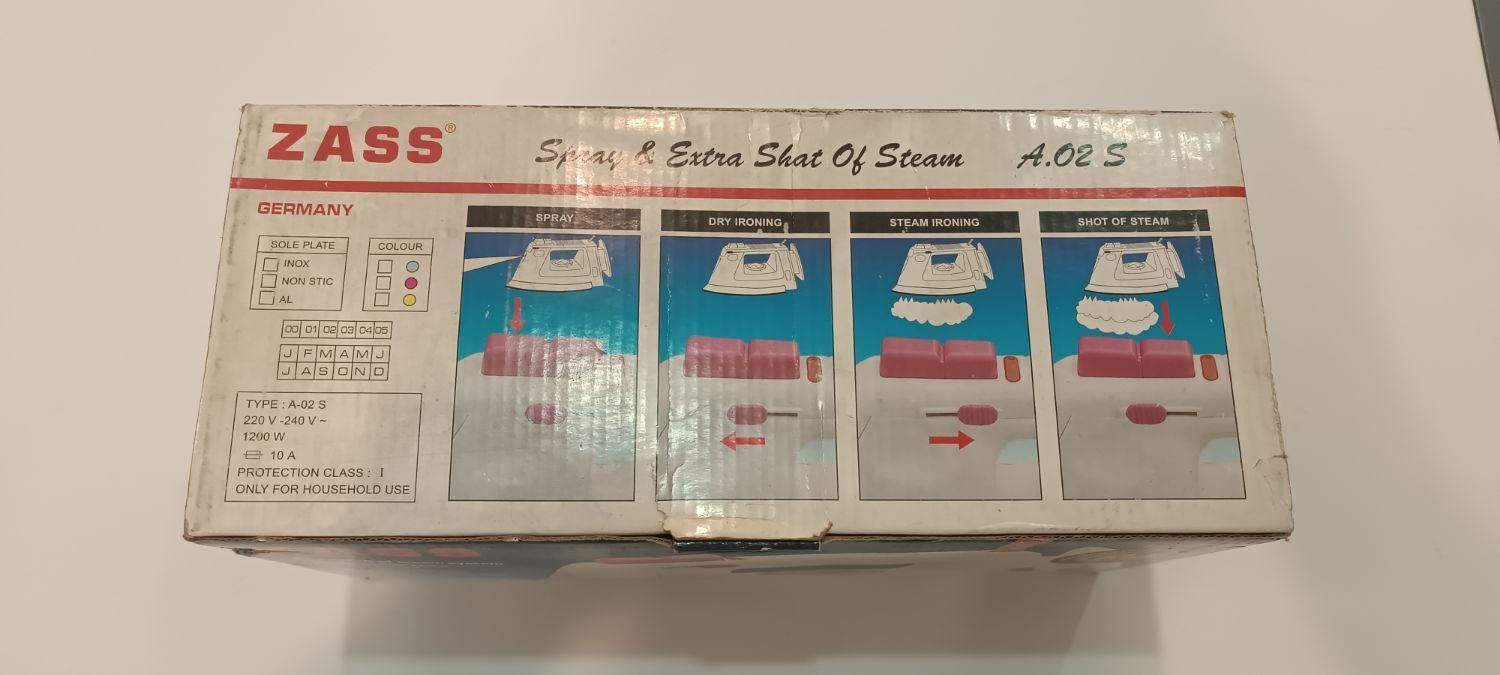 ZASS®
Spray & Extra Shat Of Steam A.02 S
GERMANY
SOLE PLATE
INOX
NON STIC
AL
COLOUR
00 01 02 03 04 05
J F M A M J
J A S O N D
TYPE : A-02 S
220 V -240 V ~
1200 W
10 A
PROTECTION CLASS : I
ONLY FOR HOUSEHOLD USE
SPRAY
DRY IRONING
STEAM IRONING
SHOT OF STEAM